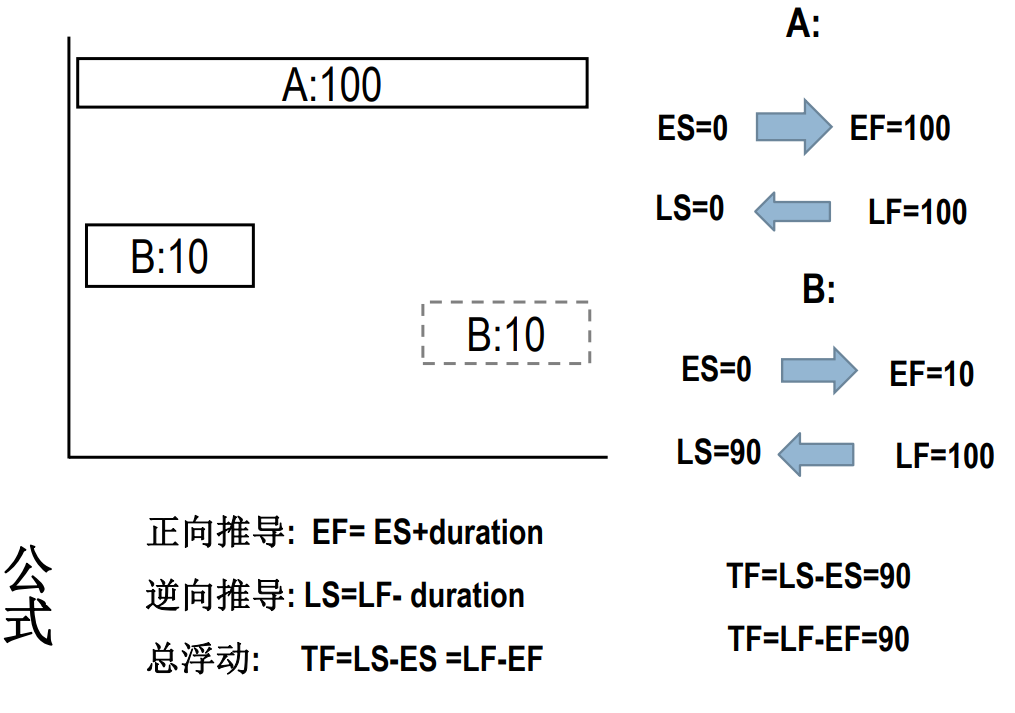 A:100
B:10
B:10
A:
ES=0
EF=100
LS=0
LF=100
B:
ES=0
EF=10
LS=90
LF=100
公式
正向推导: EF= ES+duration
逆向推导: LS=LF- duration
总浮动: TF=LS-ES =LF-EF
TF=LS-ES=90
TF=LF-EF=90